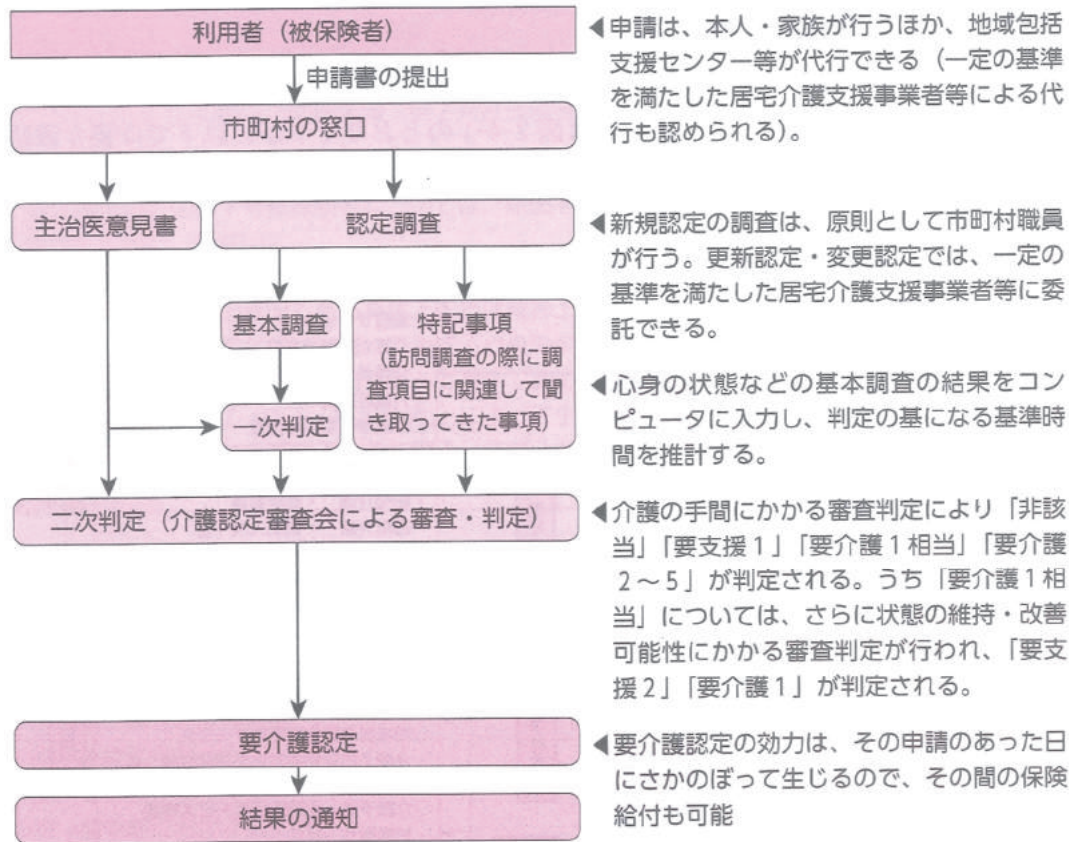 利用者（被保険者）
申請書の提出
市町村の窓口
◀申請は、本人・家族が行うほか、地域包括
支援センター等が代行できる（一定の基準
を満たした居宅介護支援事業者等による代
行も認められる）。
主治医意見書
認定調査
◀新規認定の調査は、原則として市町村職員
が行う。更新認定・変更認定では、一定の
基準を満たした居宅介護支援事業者等に委
託できる。
基本調査
特記事項
（訪問調査の際に調
査項目に関連して聞
き取ってきた事項）
一次判定
◀心身の状態などの基本調査の結果をコン
ピュータに入力し、判定の基になる基準時
間を推計する。
二次判定（介護認定審査会による審査・判定）
◀介護の手間にかかる審査判定により「非該
当」「要支援1」「要介護1相当」「要介護
2～5」が判定される。うち「要介護1相
当」については、さらに状態の維持・改善
可能性にかかる審査判定が行われ、「要支
援2」「要介護1」が判定される。
要介護認定
◀要介護認定の効力は、その申請のあった日
にさかのぼって生じるので、その間の保険
給付も可能
結果の通知